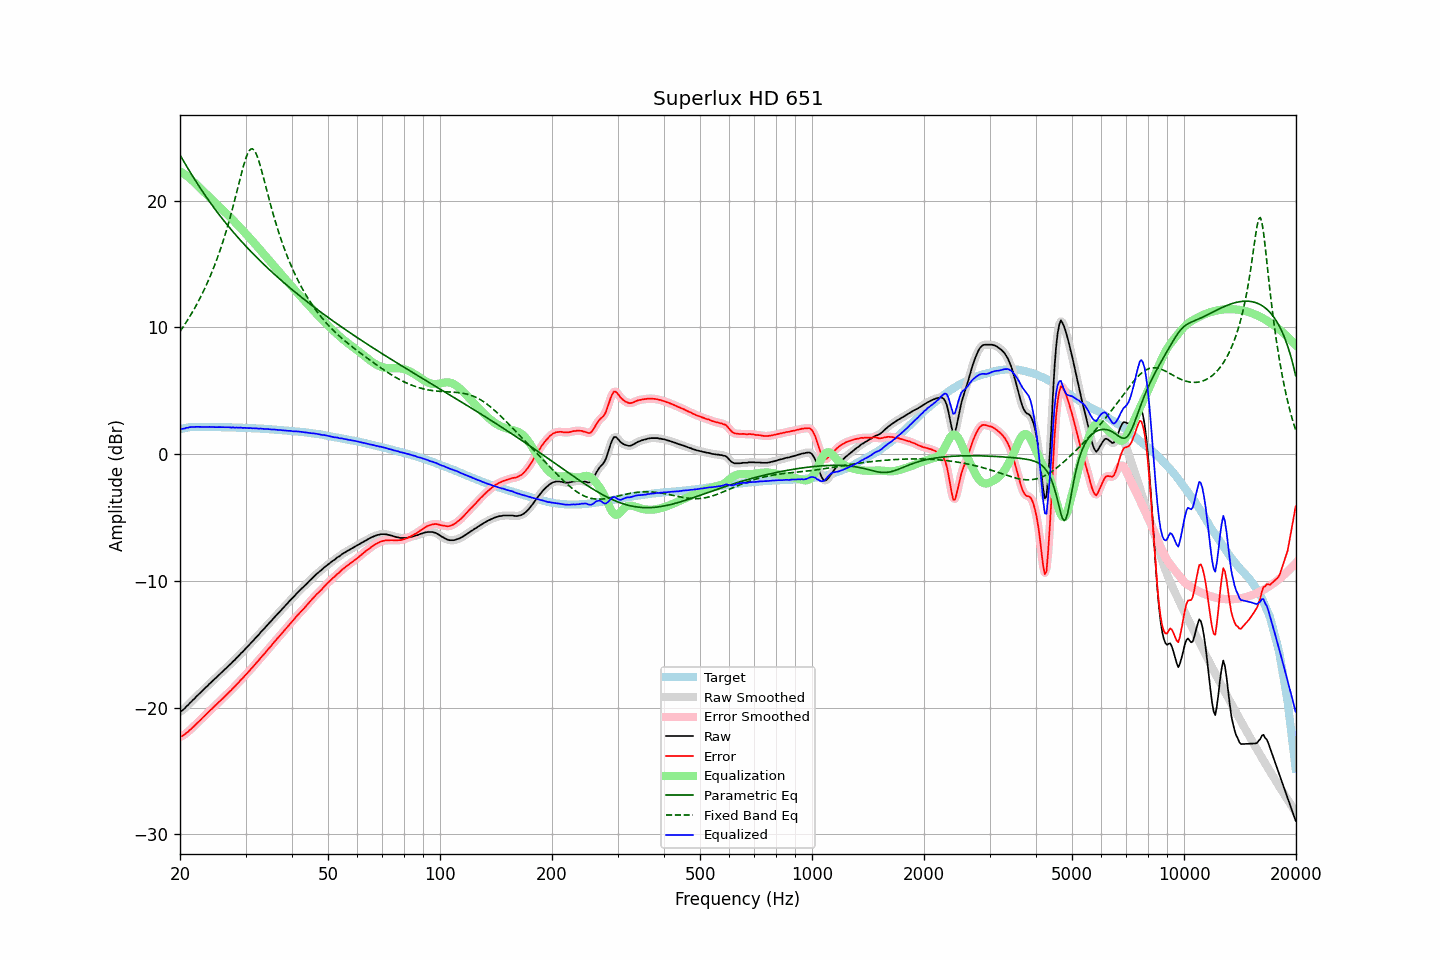 Superlux HD 651
Amplitude (dBr)
20
10
0
−10
−20
−30
20
50
100
200
500
1000
2000
5000
10000
20000
Frequency (Hz)
Target
Raw Smoothed
Error Smoothed
Raw
Error
Equalization
Parametric Eq
Fixed Band Eq
Equalized